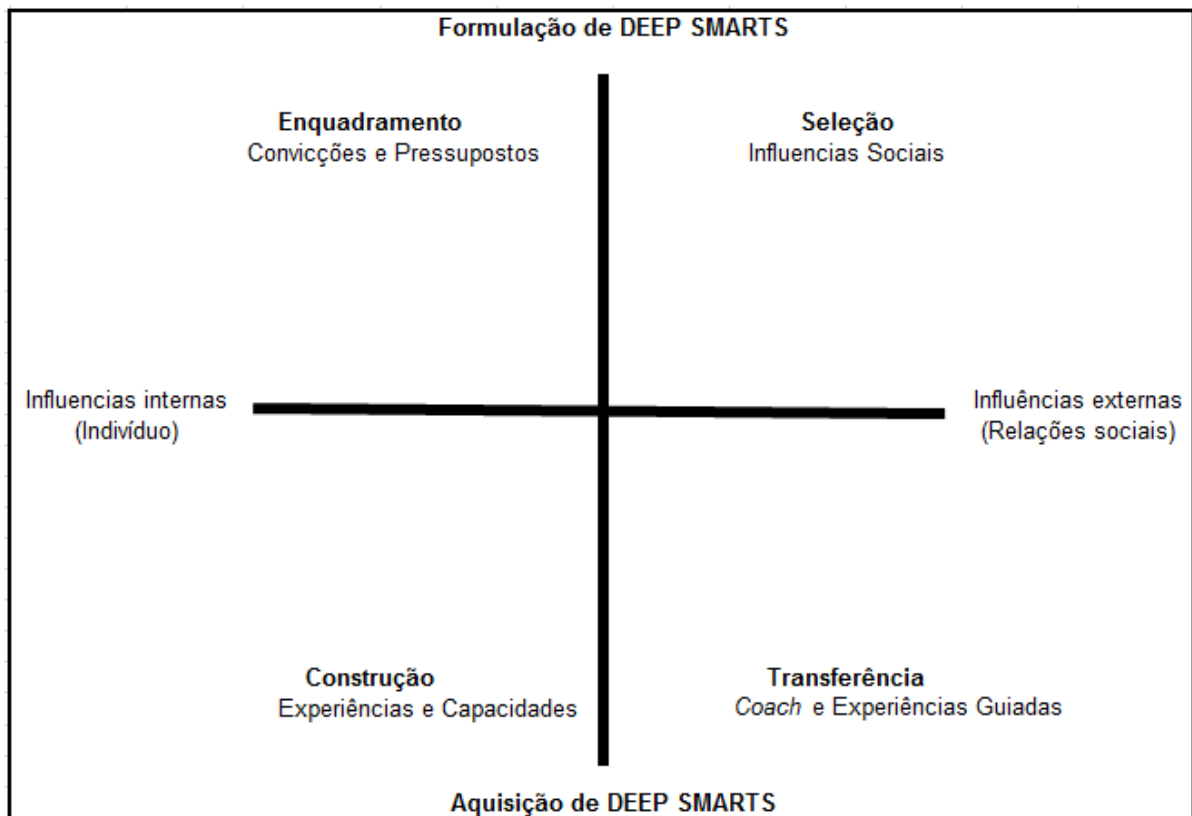 Formulação de DEEP SMARTS
Enquadramento
Convicções e Pressupostos
Seleção
Influencias Sociais
Influencias internas
(Indivíduo)
Influências externas
(Relações sociais)
Construção
Experiências e Capacidades
Transferência
Coach e Experiências Guiadas
Aquisição de DEEP SMARTS